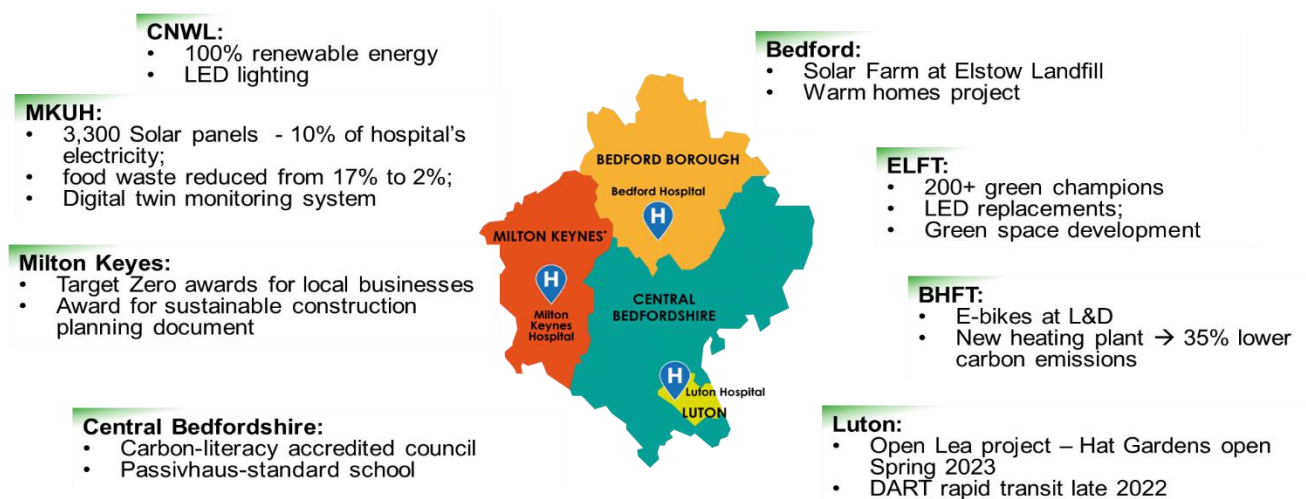 CNWL:
• 100% renewable energy
• LED lighting
MKUH:
• 3,300 Solar panels - 10% of hospital's
electricity;
• food waste reduced from 17% to 2%;
• Digital twin monitoring system
Milton Keyes:
• Target Zero awards for local businesses
• Award for sustainable construction
planning document
Central Bedfordshire:
• Carbon-literacy accredited council
• Passivhaus-standard school
BEDFORD BOROUGH
Bedford Hospital
H
MILTON KEYNES*
H
Milton
Keynes
Hospital
CENTRAL
BEDFORDSHIRE
H
Luton Hospital
LUTON
Bedford:
• Solar Farm at Elstow Landfill
• Warm homes project
ELFT:
• 200+ green champions
• LED replacements;
• Green space development
BHFT:
• E-bikes at L&D
• New heating plant → 35% lower
carbon emissions
Luton:
• Open Lea project – Hat Gardens open
Spring 2023
• DART rapid transit late 2022